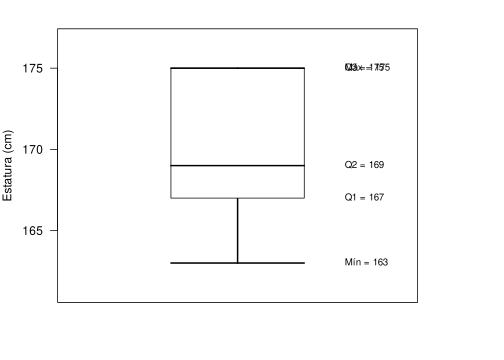 175
170
165
Estatura (cm)
Q2 = 169
Q1 = 167
Mín = 163